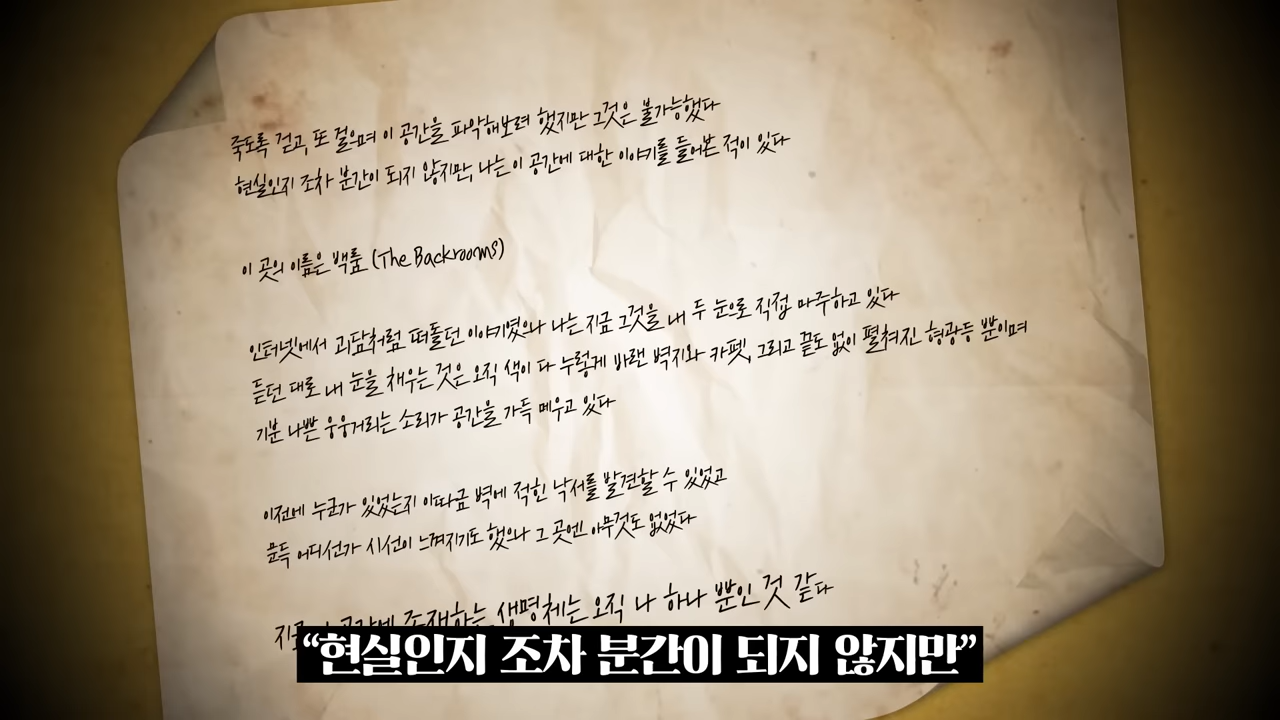 죽도록 걷고, 또 걸으며 이 공간을 파악해보려 했지만 그것은 불가능했다
현실인지 조차 분간이 되지 않지만, 나는 이 공간에 대한 이야기를 들어본 적이 있다
이 곳의 이름은 백룸 (The Backrooms)
인터넷에서 괴담처럼 떠돌던 이야기였으나 나는 지금 그것을 내 두 눈으로 직접 마주하고 있다
듣던 대로 내 눈을 채우는 것은 오직 색이 다 누렇게 바랜 벽지와 카펫, 그리고 끝도 없이 펼쳐진 형광등 뿐이며
기분 나쁜 웅웅거리는 소리가 공간을 가득 메우고 있다
이전에 누군가 있었는지 이따금 벽에 적힌 낙서를 발견할 수 있었고
문득 어디선가 시선이 느껴지기도 했으나 그 곳엔 아무것도 없었다
존재하는 생명체는 오직 나 하나 뿐인 것 같다
“현실인지 조차 분간이 되지 않지만”